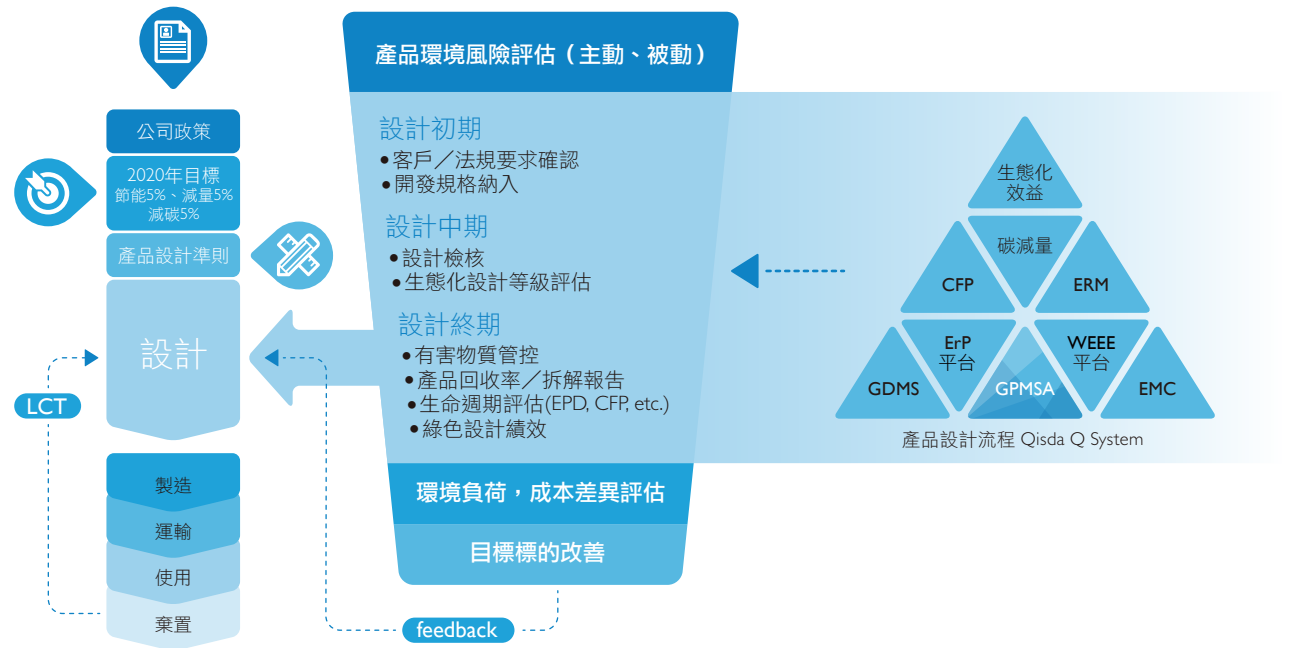 公司政策
2020年目標
節能5%、減量5%
減碳5%
產品設計準則
設計
LCT
製造
運輸
使用
棄置
產品環境風險評估（主動、被動）
設計初期
•客戶／法規要求確認
•開發規格納入
設計中期
•設計檢核
•生態化設計等級評估
設計終期
•有害物質管控
•產品回收率／拆解報告
•生命週期評估(EPD, CFP, etc.)
•綠色設計績效
環境負荷，成本差異評估
目標標的改善
feedback
生態化
效益
碳減量
CFP
ERM
ErP
平台
WEEE
平台
GDMS
GPMSA
EMC
產品設計流程 Qisda Q System